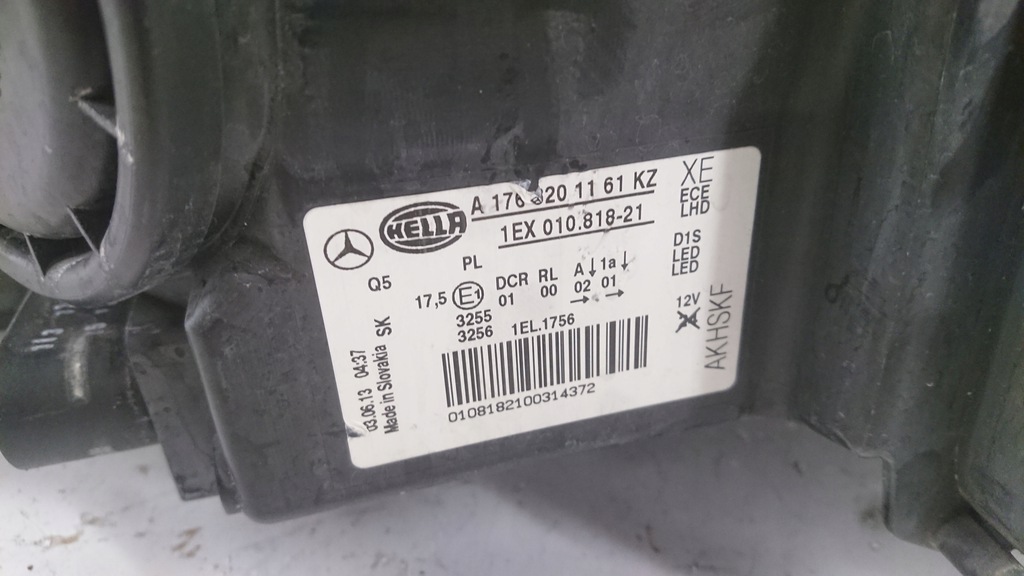 A 176 820 11 61 KZ
HELLA
1EX 010.818-21
XE
ECE
LHD
D1S
LED
LED
12V
AKHSKF
Q5
PL
17,5 E1
DCR RL A↓ 1a↓
01 00 02 01
→ →
3255
3256 1EL.1756
SK
03.06.13 04:37
Made in Slovakia
0108182100314372